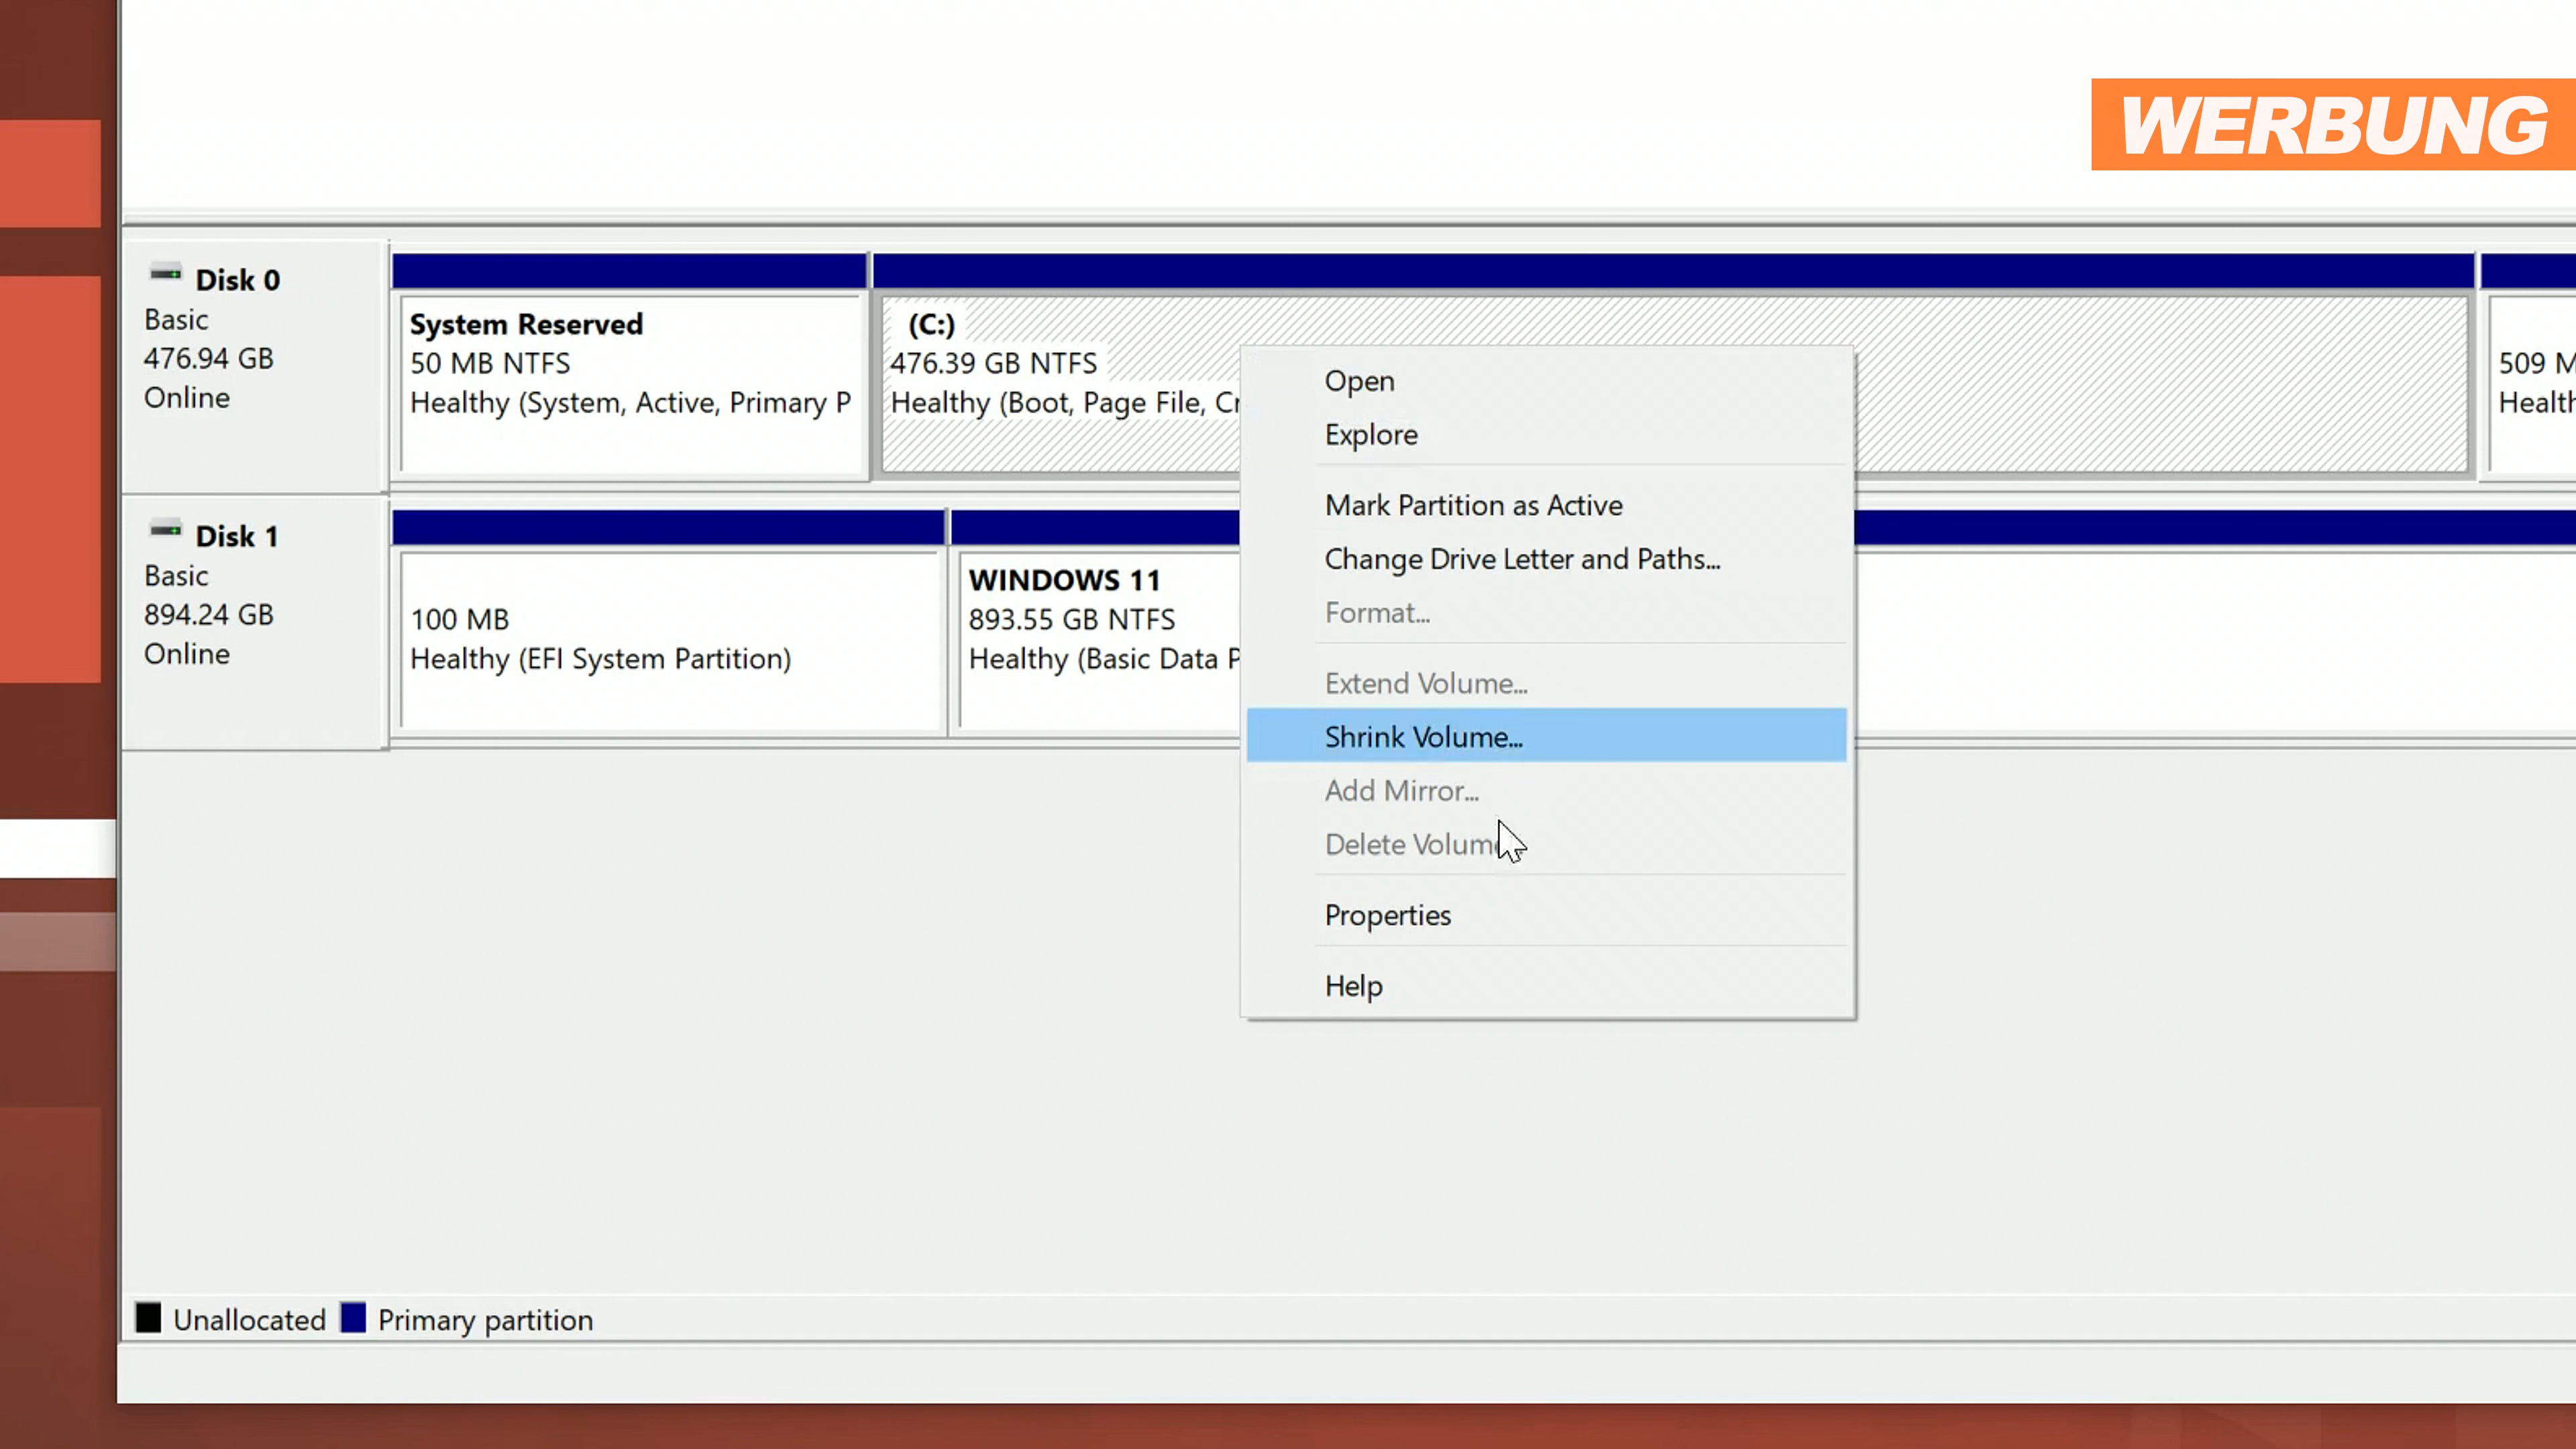 WERBUNG
Disk 0
Basic
476.94 GB
Online
System Reserved
50 MB NTFS
Healthy (System, Active, Primary P
(C:)
476.39 GB NTFS
Healthy (Boot, Page File, Cr
509 M
Health
Disk 1
Basic
894.24 GB
Online
100 MB
Healthy (EFI System Partition)
WINDOWS 11
893.55 GB NTFS
Healthy (Basic Data P
Open
Explore
Mark Partition as Active
Change Drive Letter and Paths...
Format...
Extend Volume...
Shrink Volume...
Add Mirror...
Delete Volume
Properties
Help
Unallocated
Primary partition